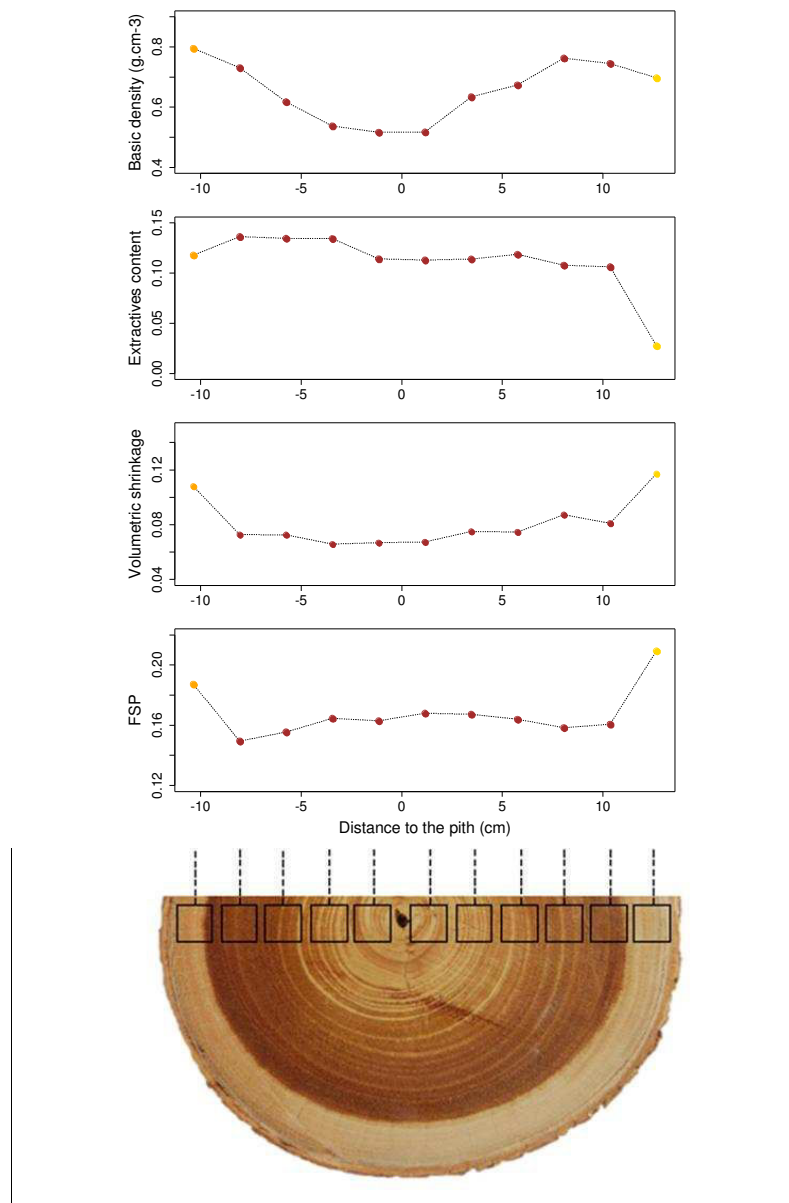 Basic density (g.cm-3)
0.8
0.6
0.4
-10 -5 0 5 10
Extractives content
0.15
0.10
0.05
0.00
-10 -5 0 5 10
Volumetric shrinkage
0.12
0.08
0.04
-10 -5 0 5 10
FSP
0.20
0.16
0.12
-10 -5 0 5 10
Distance to the pith (cm)